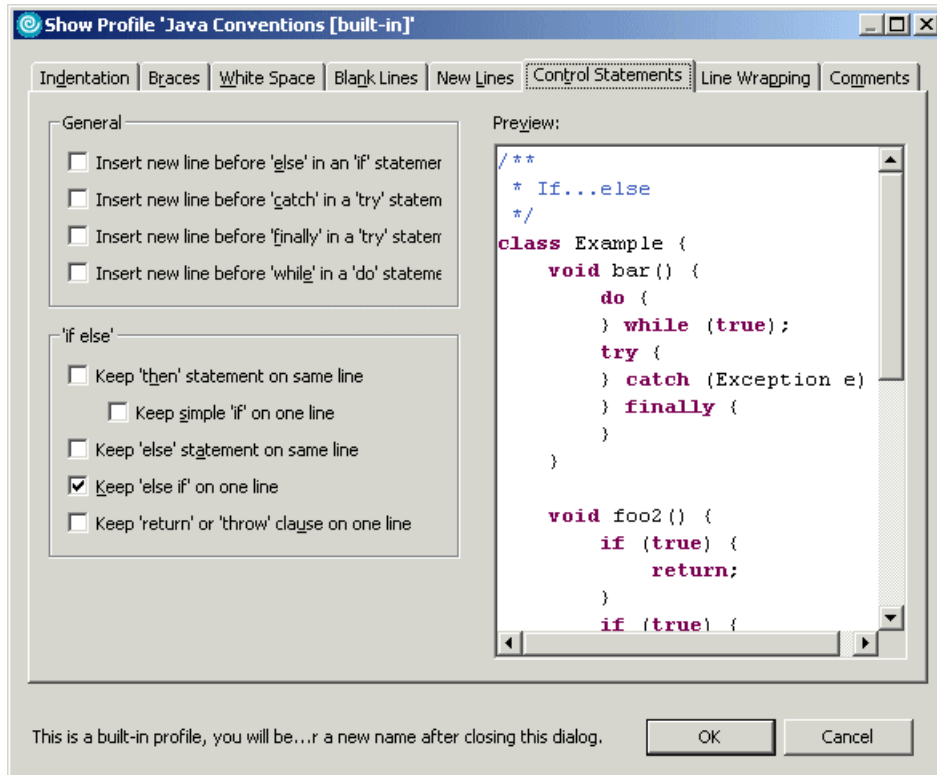 Show Profile 'Java Conventions [built-in]'
Indentation Braces White Space Blank Lines New Lines Control Statements Line Wrapping Comments
General
Insert new line before 'else' in an 'if' statemer
Insert new line before 'catch' in a 'try' statem
Insert new line before 'finally' in a 'try' staten
Insert new line before 'while' in a 'do' stateme
'if else'
Keep 'then' statement on same line
Keep simple 'if' on one line
Keep 'else' statement on same line
Keep 'else if' on one line
Keep 'return' or 'throw' clause on one line
Preview:
/**
* If...else
*/
class Example {
void bar() {
do {
} while (true);
try {
} catch (Exception e)
} finally {
}
}
void foo2() {
if (true) {
return;
}
if (true) {
This is a built-in profile, you will be...r a new name after closing this dialog.
OK Cancel